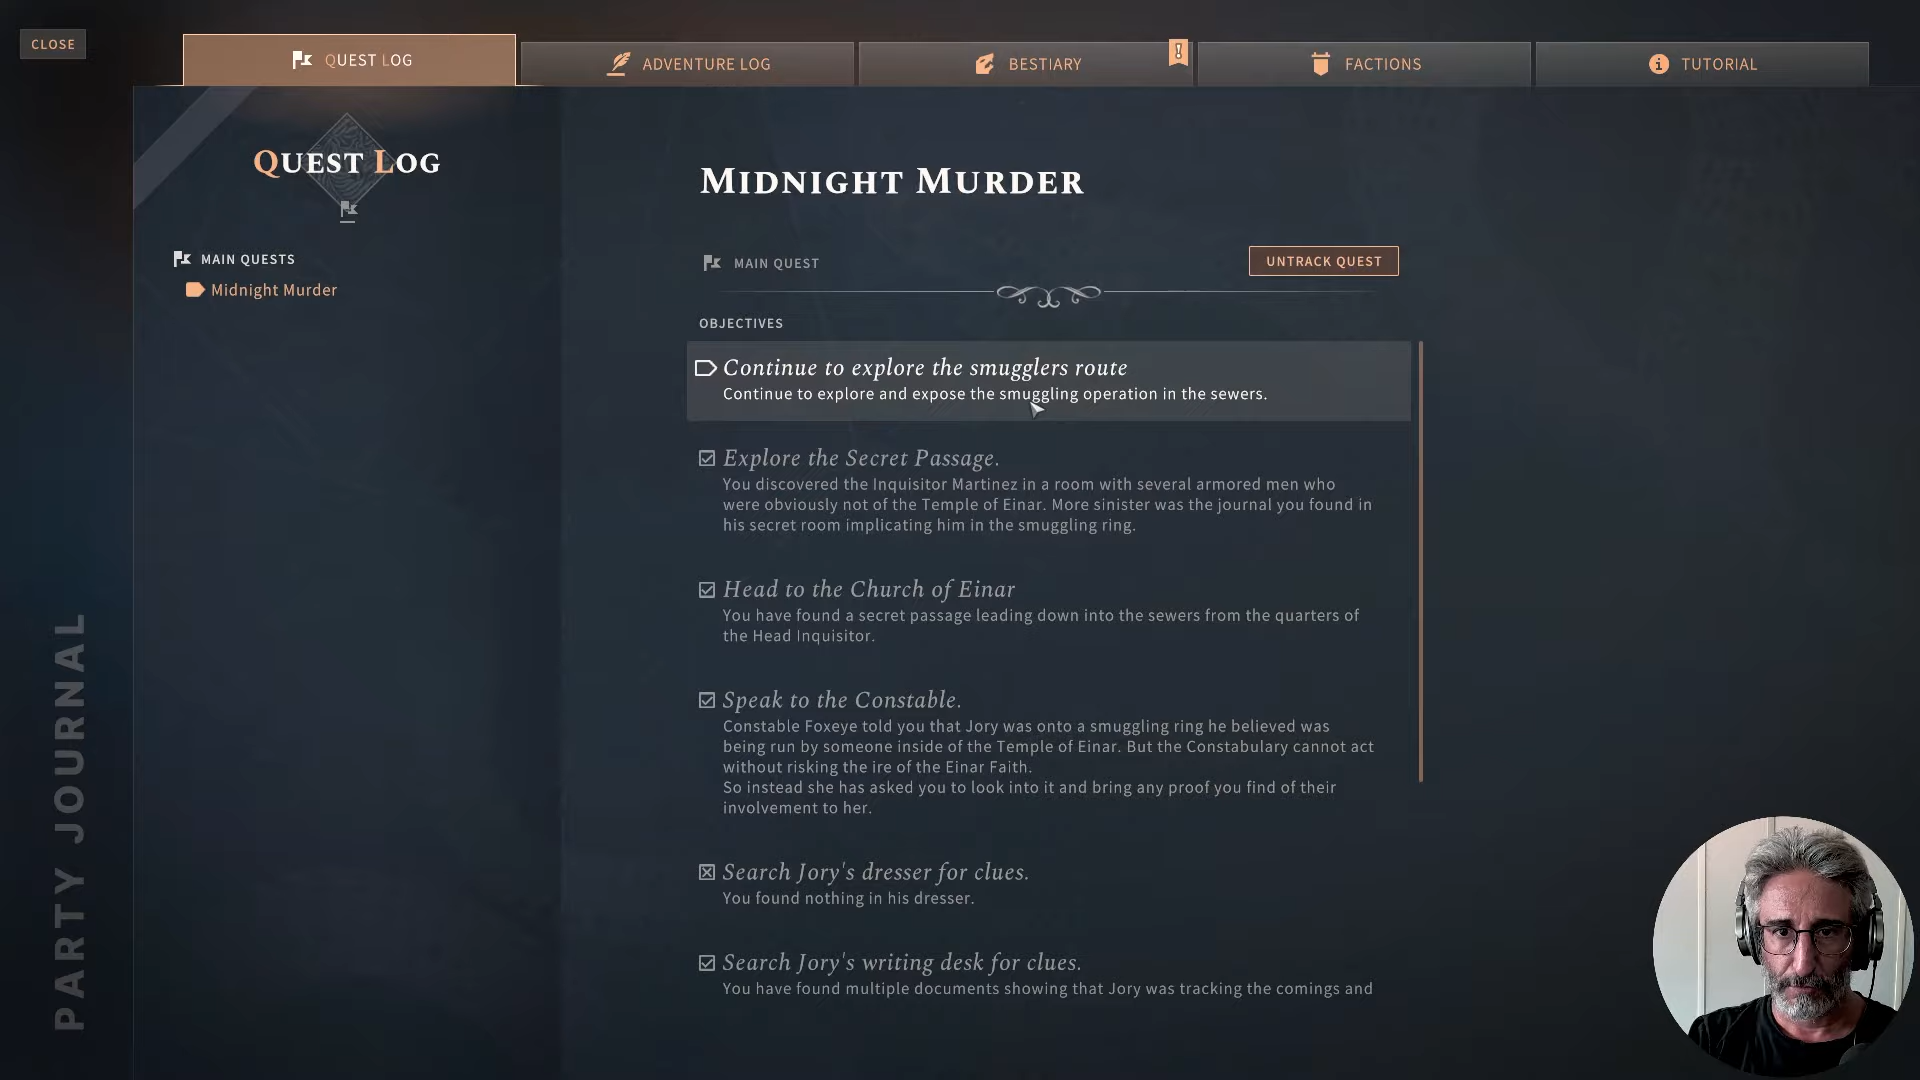 CLOSE
QUEST LOG
ADVENTURE LOG
BESTIARY
FACTIONS
TUTORIAL
QUEST LOG
MAIN QUESTS
Midnight Murder
PARTY JOURNAL
MIDNIGHT MURDER
MAIN QUEST
UNTRACK QUEST
OBJECTIVES
Continue to explore the smugglers route
Continue to explore and expose the smuggling operation in the sewers.
Explore the Secret Passage.
You discovered the Inquisitor Martinez in a room with several armored men who
were obviously not of the Temple of Einar. More sinister was the journal you found in
his secret room implicating him in the smuggling ring.
Head to the Church of Einar
You have found a secret passage leading down into the sewers from the quarters of
the Head Inquisitor.
Speak to the Constable.
Constable Foxeye told you that Jory was onto a smuggling ring he believed was
being run by someone inside of the Temple of Einar. But the Constabulary cannot act
without risking the ire of the Einar Faith.
So instead she has asked you to look into it and bring any proof you find of their
involvement to her.
Search Jory's dresser for clues.
You found nothing in his dresser.
Search Jory's writing desk for clues.
You have found multiple documents showing that Jory was tracking the comings and